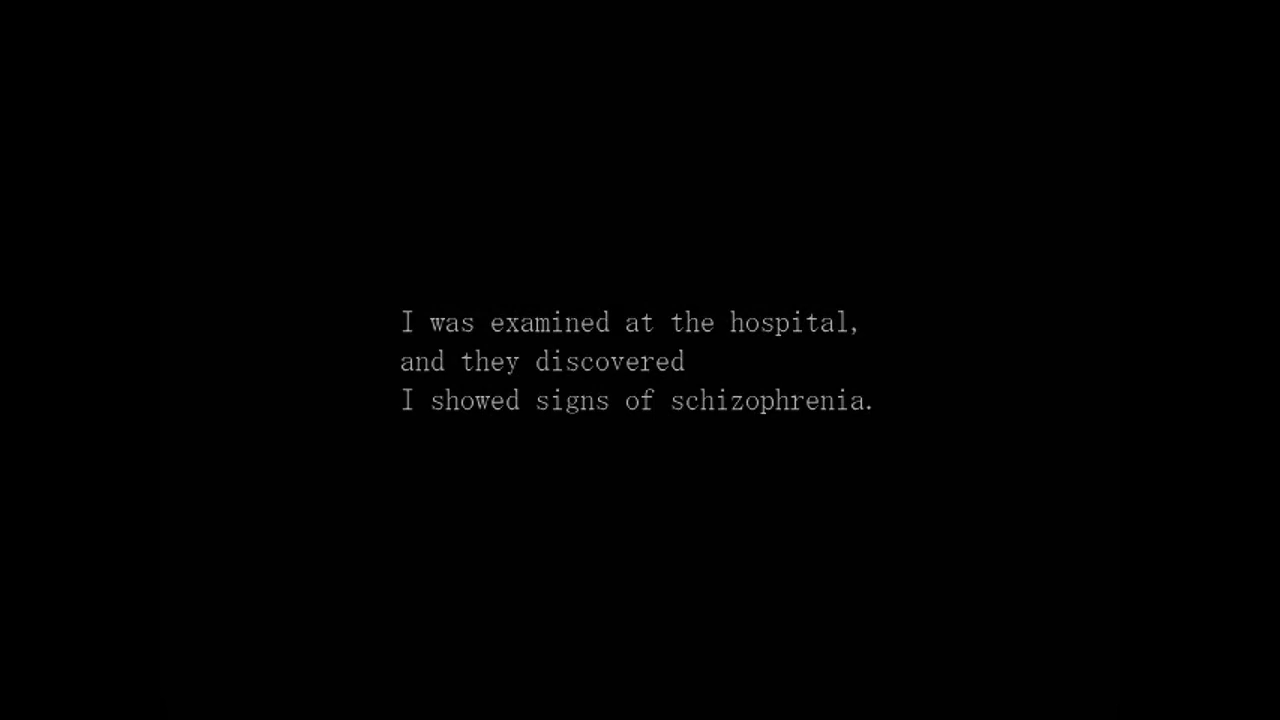 I was examined at the hospital,
and they discovered
I showed signs of schizophrenia.